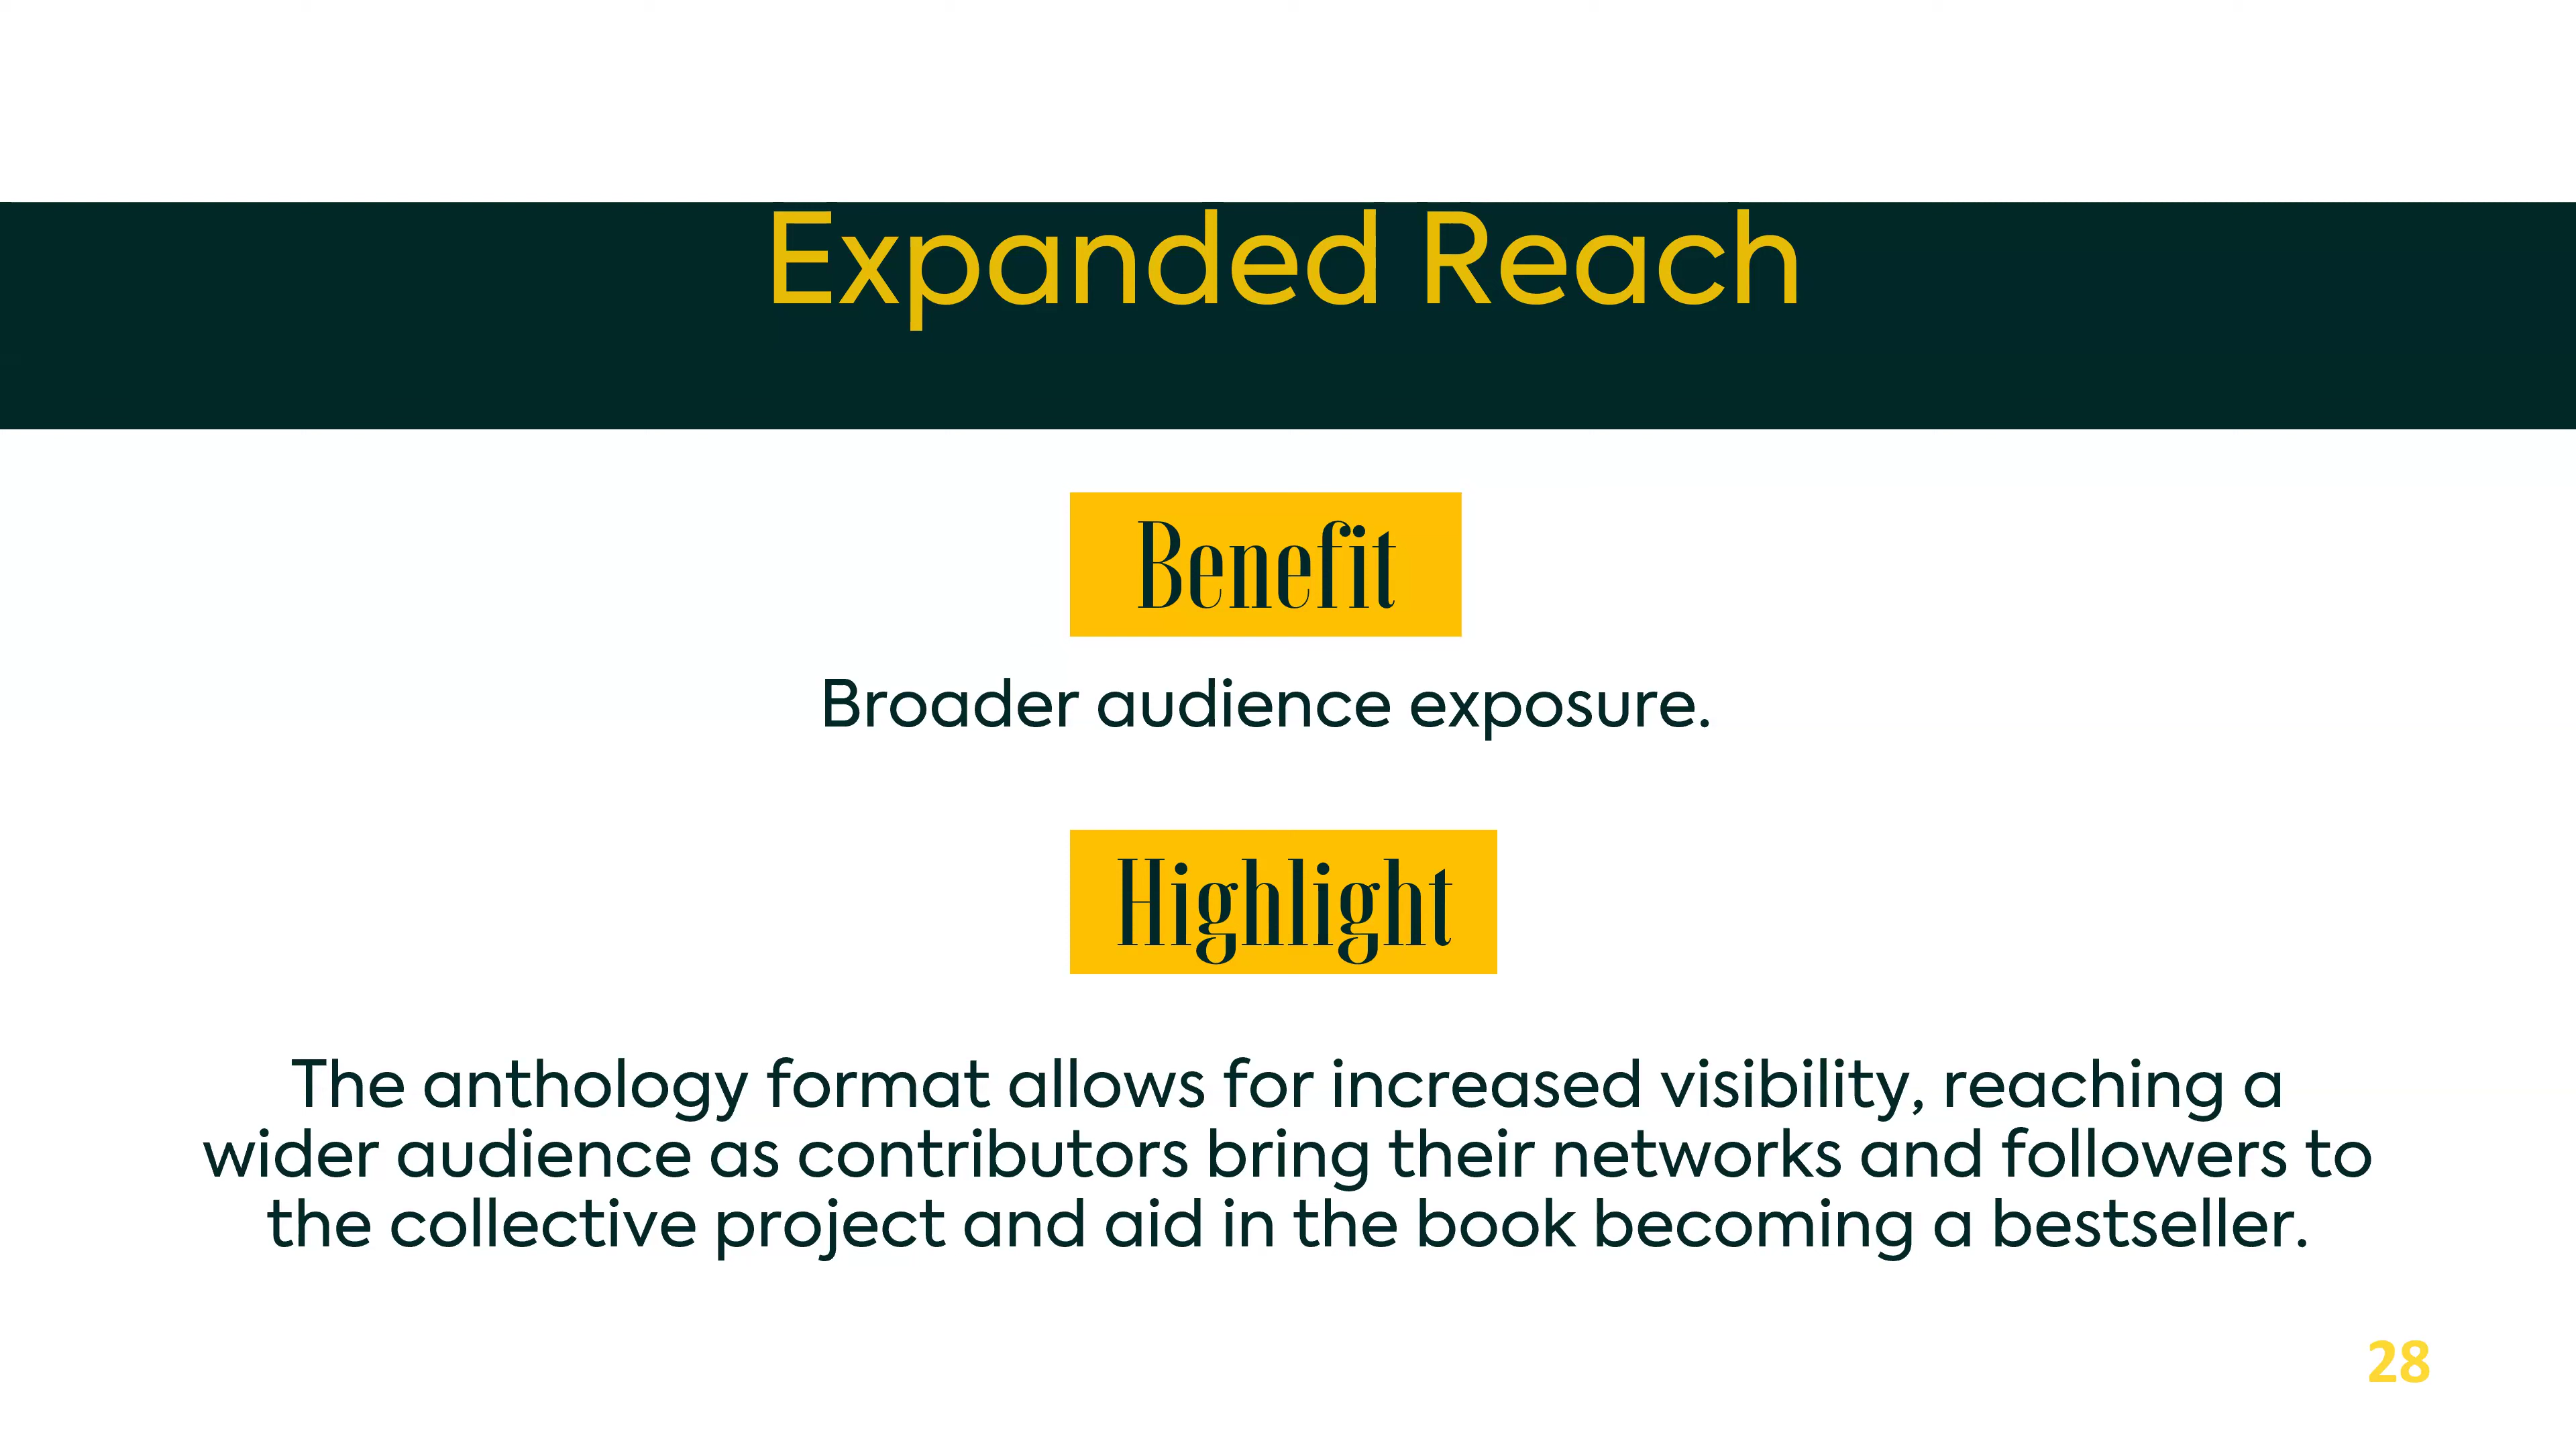 Expanded Reach
Benefit
Broader audience exposure.
Highlight
The anthology format allows for increased visibility, reaching a
wider audience as contributors bring their networks and followers to
the collective project and aid in the book becoming a bestseller.
28